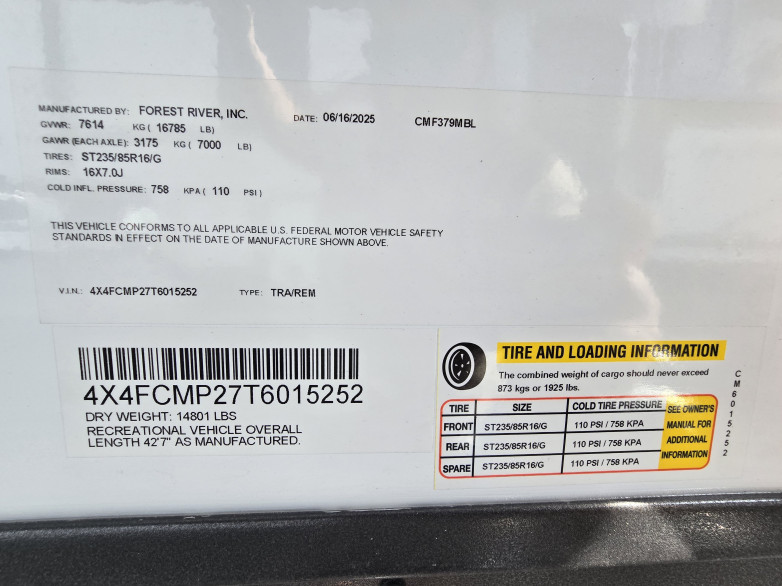 MANUFACTURED BY: FOREST RIVER, INC. DATE: 06/16/2025 CMF379MBL
GVWR: 7614 KG ( 16785 LB)
GAWR (EACH AXLE): 3175 KG ( 7000 LB)
TIRES: ST235/85R16/G
RIMS: 16X7.0J
COLD INFL. PRESSURE: 758 KPA ( 110 PSI )
THIS VEHICLE CONFORMS TO ALL APPLICABLE U.S. FEDERAL MOTOR VEHICLE SAFETY
STANDARDS IN EFFECT ON THE DATE OF MANUFACTURE SHOWN ABOVE.
V.I.N.: 4X4FCMP27T6015252 TYPE: TRA/REM
4X4FCMP27T6015252
DRY WEIGHT: 14801 LBS
RECREATIONAL VEHICLE OVERALL
LENGTH 42'7" AS MANUFACTURED.
TIRE AND LOADING INFORMATION
The combined weight of cargo should never exceed
873 kgs or 1925 lbs.
TIRE SIZE COLD TIRE PRESSURE
FRONT ST235/85R16/G 110 PSI / 758 KPA
REAR ST235/85R16/G 110 PSI / 758 KPA
SPARE ST235/85R16/G 110 PSI / 758 KPA
SEE OWNER'S
MANUAL FOR
ADDITIONAL
INFORMATION
CM6015252